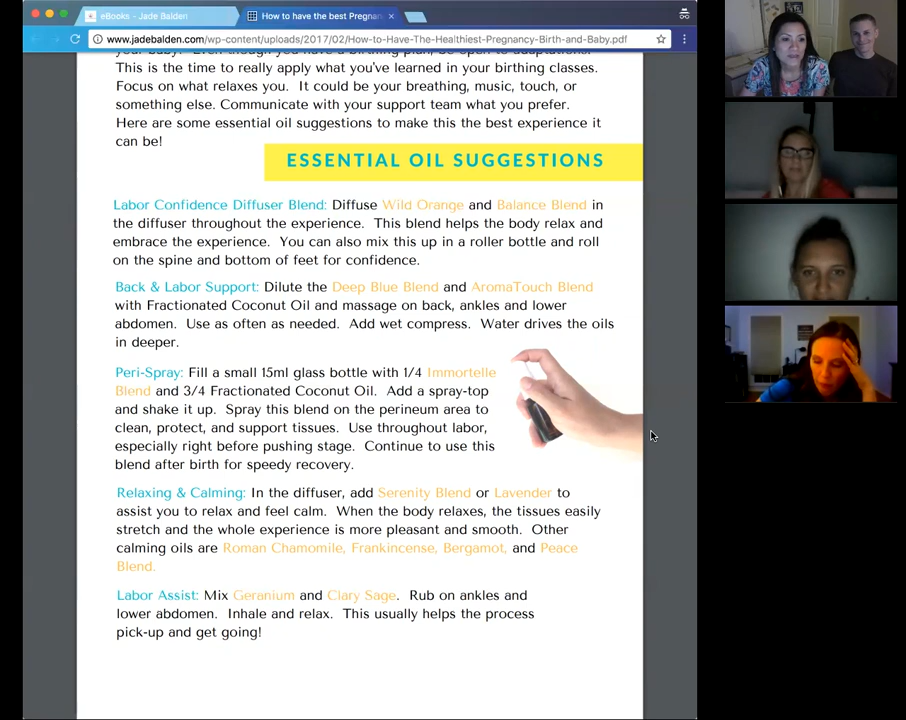 eBooks - Jade Balden
How to have the best Pregnan
www.jadebalden.com/wp-content/uploads/2017/02/How-to-Have-The-Healthiest-Pregnancy-Birth-and-Baby.pdf
This is the time to really apply what you've learned in your birthing classes.
Focus on what relaxes you. It could be your breathing, music, touch, or
something else. Communicate with your support team what you prefer.
Here are some essential oil suggestions to make this the best experience it
can be!
ESSENTIAL OIL SUGGESTIONS
Labor Confidence Diffuser Blend: Diffuse Wild Orange and Balance Blend in
the diffuser throughout the experience. This blend helps the body relax and
embrace the experience. You can also mix this up in a roller bottle and roll
on the spine and bottom of feet for confidence.
Back & Labor Support: Dilute the Deep Blue Blend and AromaTouch Blend
with Fractionated Coconut Oil and massage on back, ankles and lower
abdomen. Use as often as needed. Add wet compress. Water drives the oils
in deeper.
Peri-Spray: Fill a small 15ml glass bottle with 1/4 Immortelle
Blend and 3/4 Fractionated Coconut Oil. Add a spray-top
and shake it up. Spray this blend on the perineum area to
clean, protect, and support tissues. Use throughout labor,
especially right before pushing stage. Continue to use this
blend after birth for speedy recovery.
Relaxing & Calming: In the diffuser, add Serenity Blend or Lavender to
assist you to relax and feel calm. When the body relaxes, the tissues easily
stretch and the whole experience is more pleasant and smooth. Other
calming oils are Roman Chamomile, Frankincense, Bergamot, and Peace
Blend.
Labor Assist: Mix Geranium and Clary Sage. Rub on ankles and
lower abdomen. Inhale and relax. This usually helps the process
pick-up and get going!